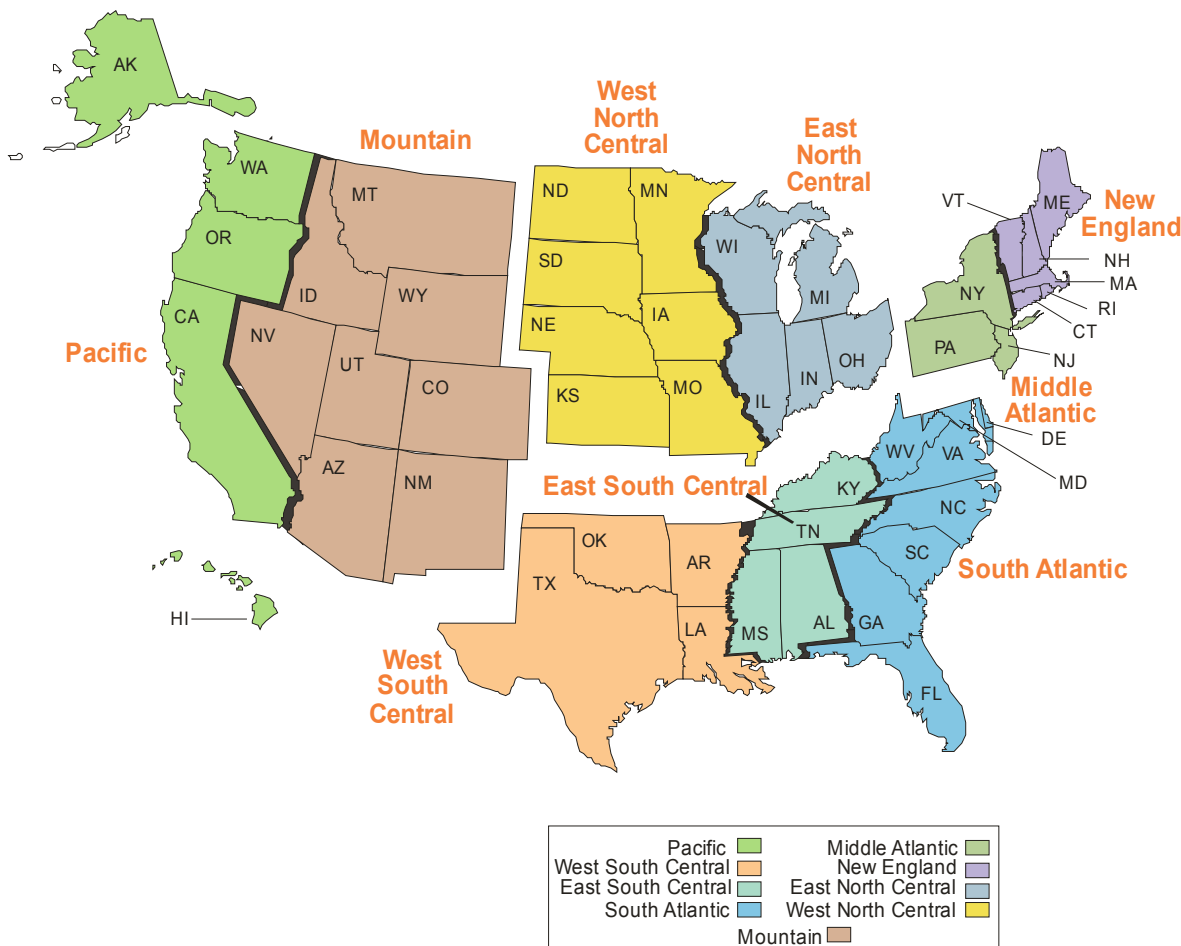 AK
West
North
Central
East
North
Central
Mountain
WA
MT
ND
MN
VT
ME
New
England
OR
WI
NH
SD
MA
ID
WY
MI
NY
RI
CA
NV
NE
IA
CT
Pacific
UT
PA
OH
NJ
CO
KS
MO
IL
IN
Middle
Atlantic
DE
WV
VA
AZ
NM
East South Central
KY
MD
NC
TN
OK
AR
SC
South Atlantic
TX
HI
LA
MS
AL
GA
West
South
Central
FL
Pacific
Middle Atlantic
West South Central
New England
East South Central
East North Central
South Atlantic
West North Central
Mountain